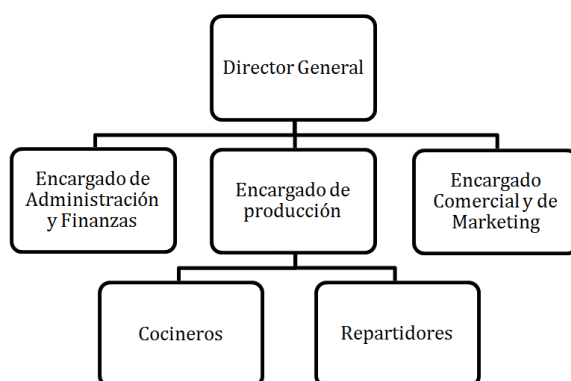 Director General
Encargado de
Administración
y Finanzas
Encargado de
producción
Encargado
Comercial y de
Marketing
Cocineros
Repartidores